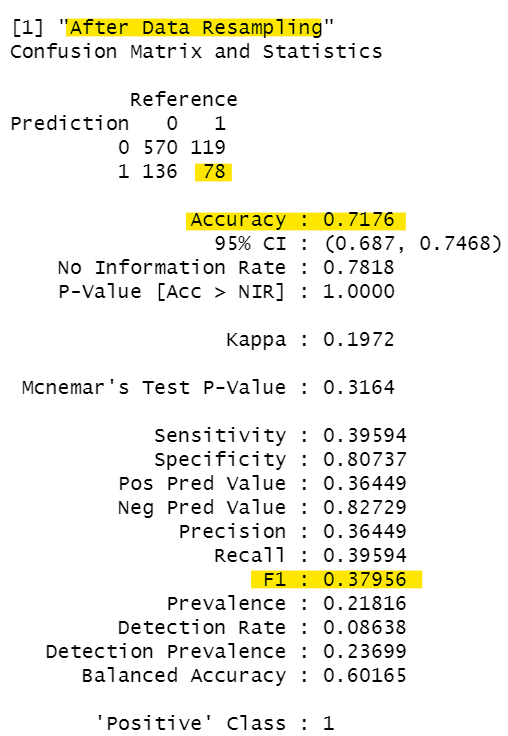 [1] "After Data Resampling"
Confusion Matrix and Statistics
Reference
Prediction 0 1
0 570 119
1 136 78
Accuracy : 0.7176
95% CI : (0.687, 0.7468)
No Information Rate : 0.7818
P-Value [Acc > NIR] : 1.0000
Kappa : 0.1972
Mcnemar's Test P-Value : 0.3164
Sensitivity : 0.39594
Specificity : 0.80737
Pos Pred Value : 0.36449
Neg Pred Value : 0.82729
Precision : 0.36449
Recall : 0.39594
F1 : 0.37956
Prevalence : 0.21816
Detection Rate : 0.08638
Detection Prevalence : 0.23699
Balanced Accuracy : 0.60165
'Positive' Class : 1